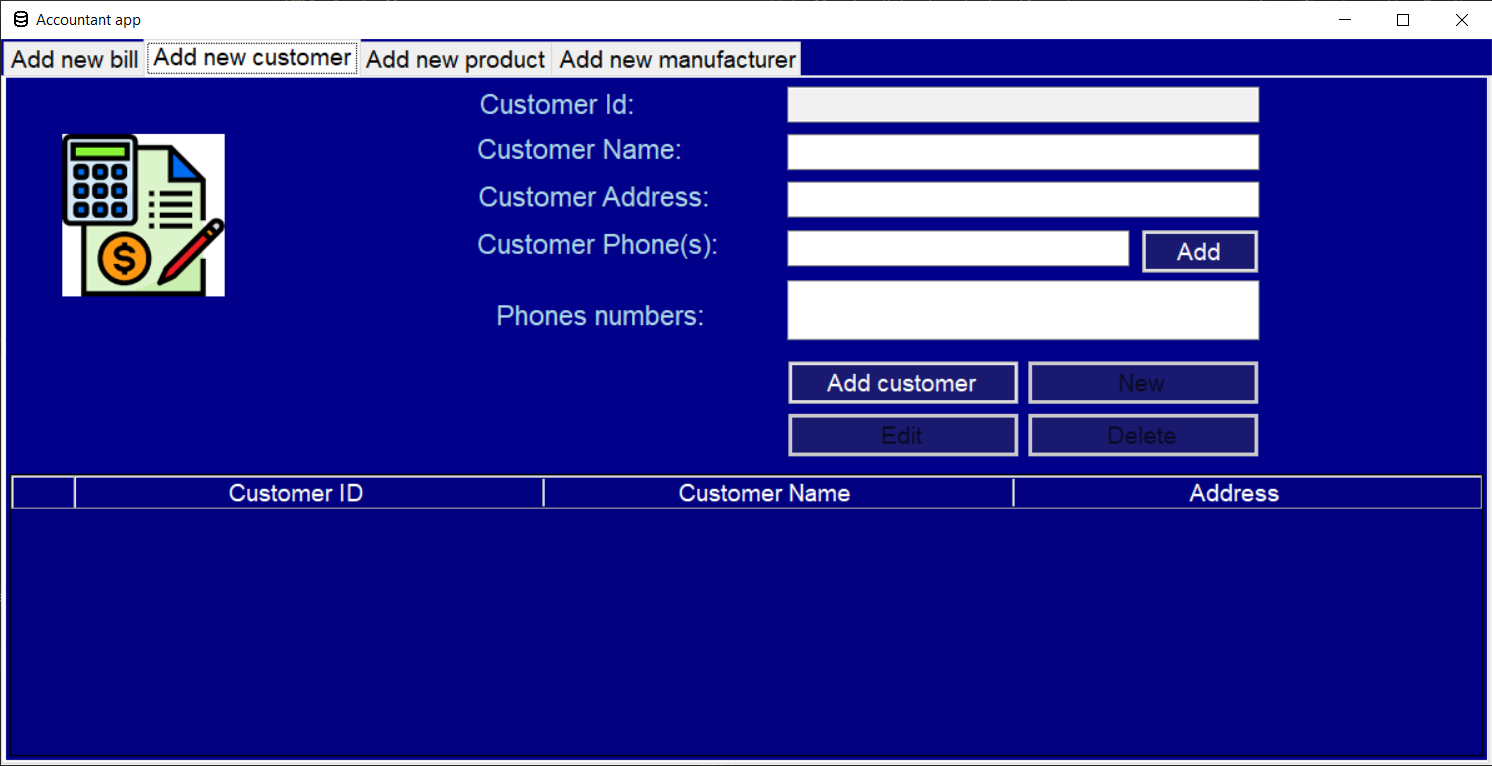 Accountant app
Add new bill Add new customer Add new product Add new manufacturer
Customer Id:
Customer Name:
Customer Address:
Customer Phone(s): Add
Phones numbers:
Add customer New
Edit Delete
Customer ID Customer Name Address